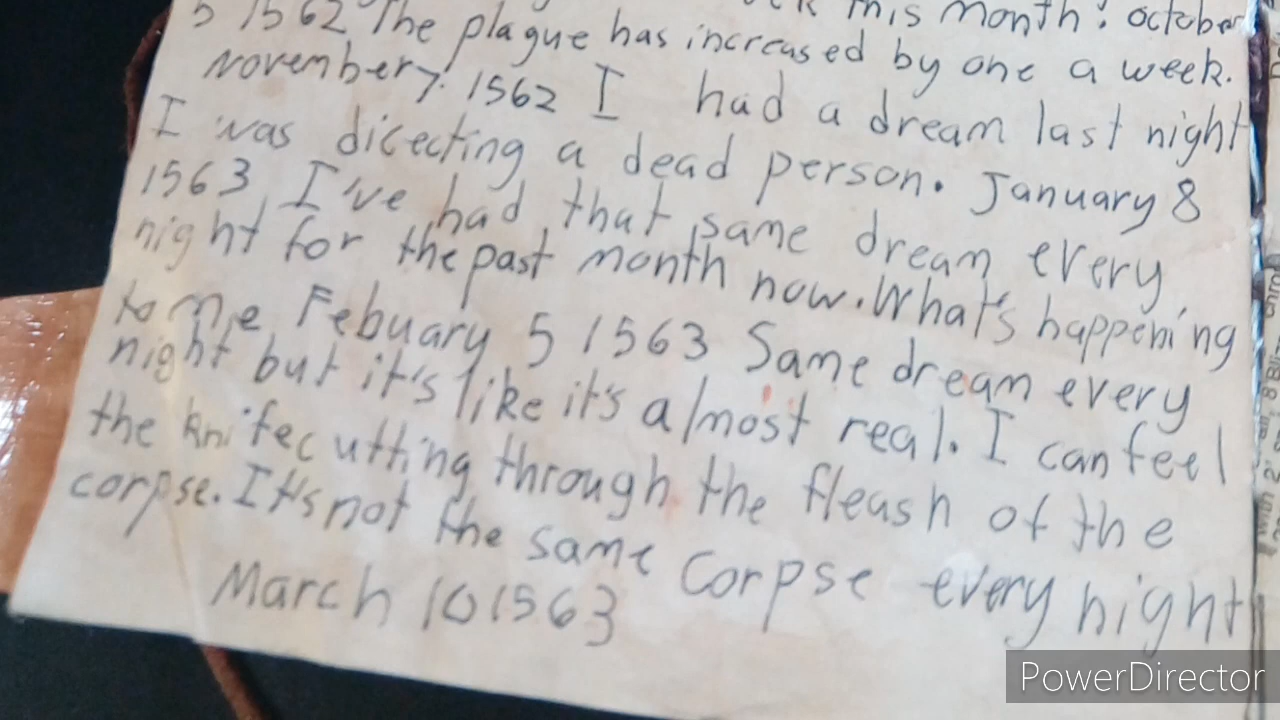 this month: october
5 1562 The plague has increased by one a week.
November 7. 1562 I had a dream last night
I was dicecting a dead person. January 8
1563 I've had that same dream every
night for the past month now. What's happening
to me Febuary 5 1563 Same dream every
night but it's like it's almost real. I can feel
the knife cutting through the fleash of the
corpse. It's not the same corpse every night
March 10 1563
PowerDirector